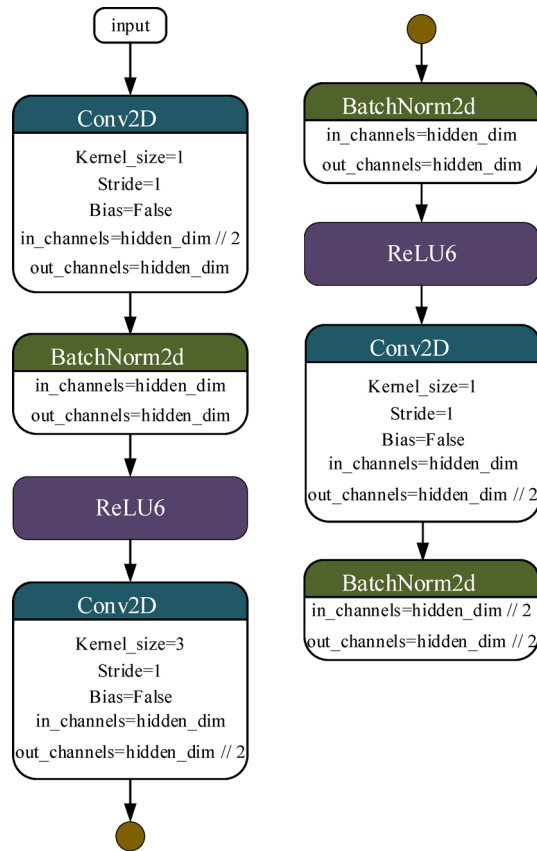 input
Conv2D
Kernel_size=1
Stride=1
Bias=False
in_channels=hidden_dim // 2
out_channels=hidden_dim
BatchNorm2d
in_channels=hidden_dim
out_channels=hidden_dim
ReLU6
Conv2D
Kernel_size=3
Stride=1
Bias=False
in_channels=hidden_dim
out_channels=hidden_dim // 2
BatchNorm2d
in_channels=hidden_dim
out_channels=hidden_dim
ReLU6
Conv2D
Kernel_size=1
Stride=1
Bias=False
in_channels=hidden_dim
out_channels=hidden_dim // 2
BatchNorm2d
in_channels=hidden_dim // 2
out_channels=hidden_dim // 2